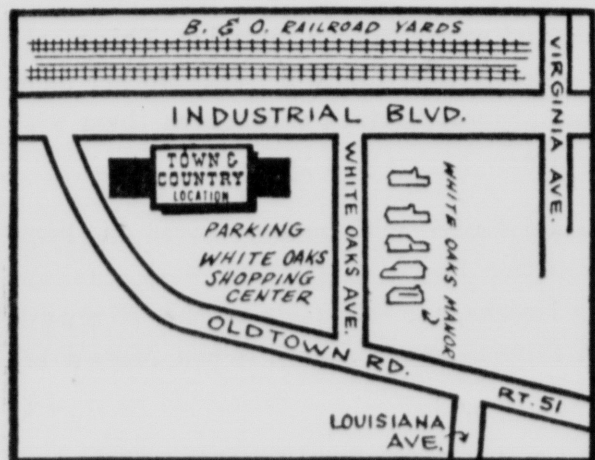 B. & O. RAILROAD YARDS
INDUSTRIAL BLVD.
VIRGINIA AVE.
TOWN &
COUNTRY
LOCATION
PARKING
WHITE OAKS
SHOPPING
CENTER
WHITE OAKS AVE.
WHITE OAKS MANOR
OLDTOWN RD.
RT. 51
LOUISIANA
AVE.